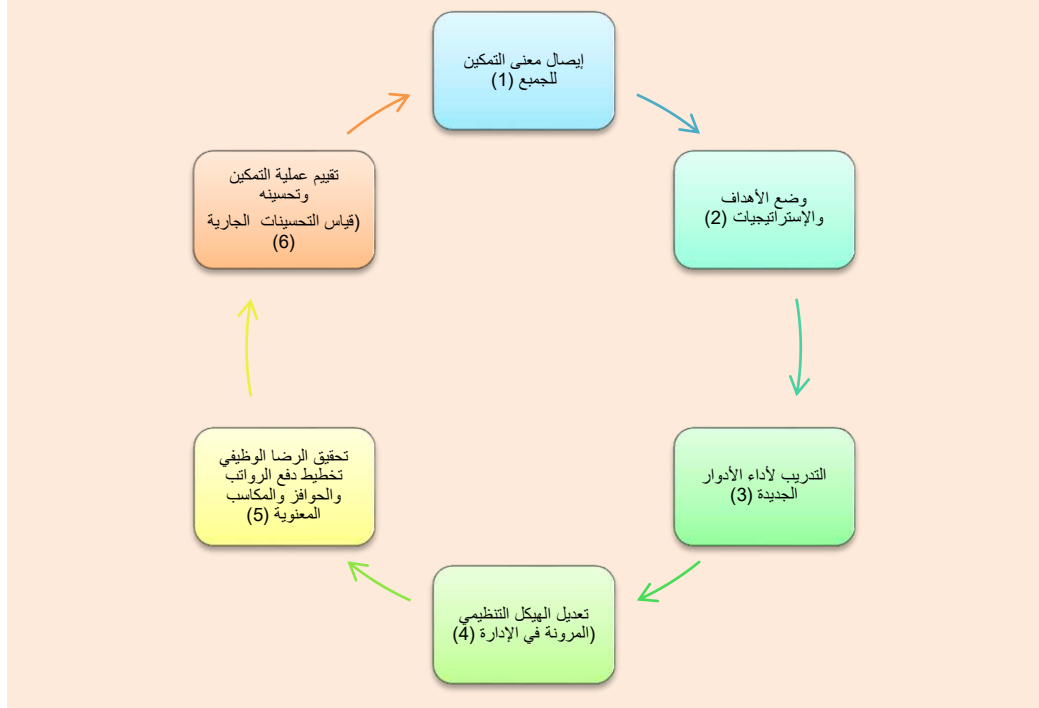 إيصال معنى التمكين
للجمبع (1)
وضع الأهداف
والإستراتيجيات (2)
التدريب لأداء الأدوار
الجديدة (3)
تعديل الهيكل التنظيمي
(المرونة في الإدارة (4)
تحقيق الرضا الوظيفي
تخطيط دفع الرواتب
والحوافز والمكاسب
المعنوية (5)
تقييم عملية التمكين
وتحسينه
(قياس التحسينات الجارية
(6)